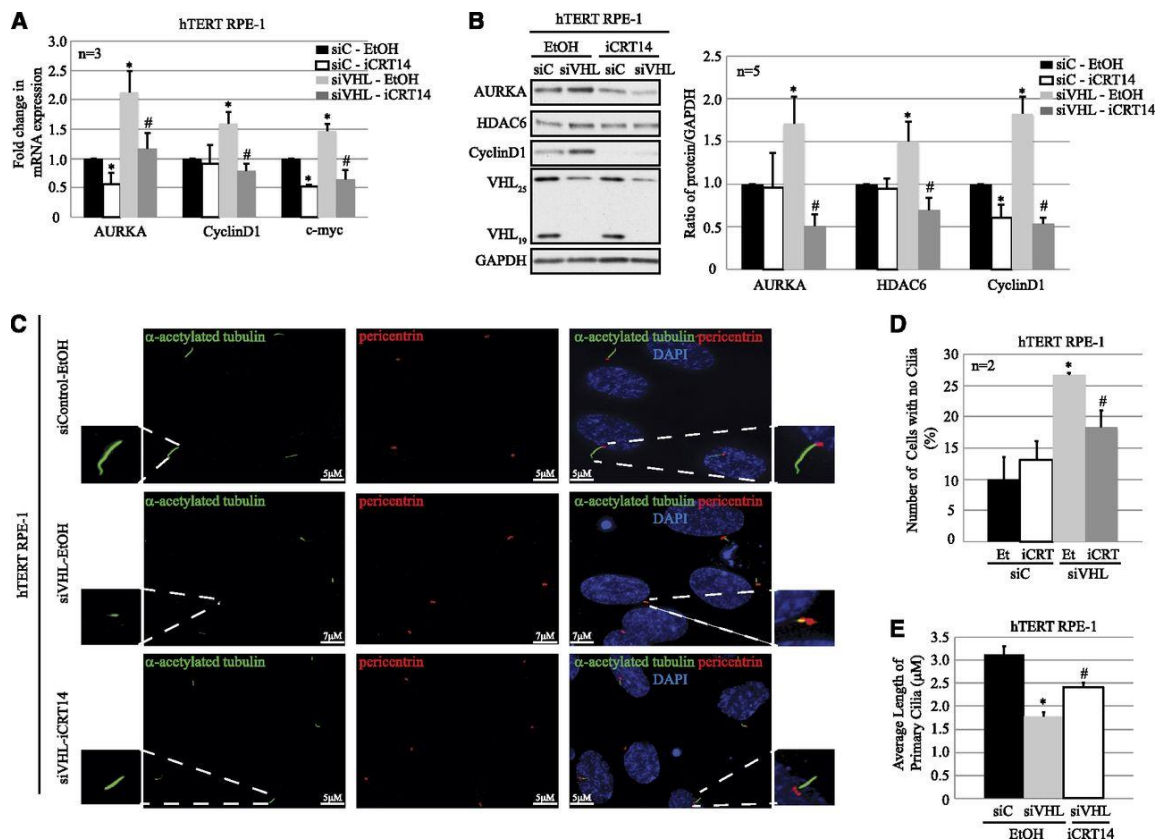 A
hTERT RPE-1
n=3
siC - EtOH
siC - iCRT14
siVHL - EtOH
siVHL - iCRT14
Fold change in
mRNA expression
3.0
2.5
2.0
1.5
1.0
0.5
0
* * # * # * * #
AURKA CyclinD1 c-myc
B
hTERT RPE-1
EtOH iCRT14
siC siVHL siC siVHL
AURKA
HDAC6
CyclinD1
VHL25
VHL19
GAPDH
n=5
siC - EtOH
siC - iCRT14
siVHL - EtOH
siVHL - iCRT14
Ratio of protein/GAPDH
2.5
2.0
1.5
1.0
0.5
0
* # * # * * #
AURKA HDAC6 CyclinD1
C
hTERT RPE-1
siControl-EtOH
α-acetylated tubulin
5μM
pericentrin
5μM
α-acetylated tubulin pericentrin
DAPI
5μM
siVHL-EtOH
α-acetylated tubulin
7μM
pericentrin
7μM
α-acetylated tubulin pericentrin
DAPI
7μM
siVHL-iCRT14
α-acetylated tubulin
5μM
pericentrin
5μM
α-acetylated tubulin pericentrin
DAPI
5μM
D
hTERT RPE-1
n=2
Number of Cells with no Cilia
(%)
30
25
20
15
10
5
0
* #
Et iCRT Et iCRT
siC siVHL
E
hTERT RPE-1
Average Length of
Primary Cilia (μM)
3.5
3.0
2.5
2.0
1.5
1.0
0.5
0
* #
siC siVHL siVHL
EtOH iCRT14